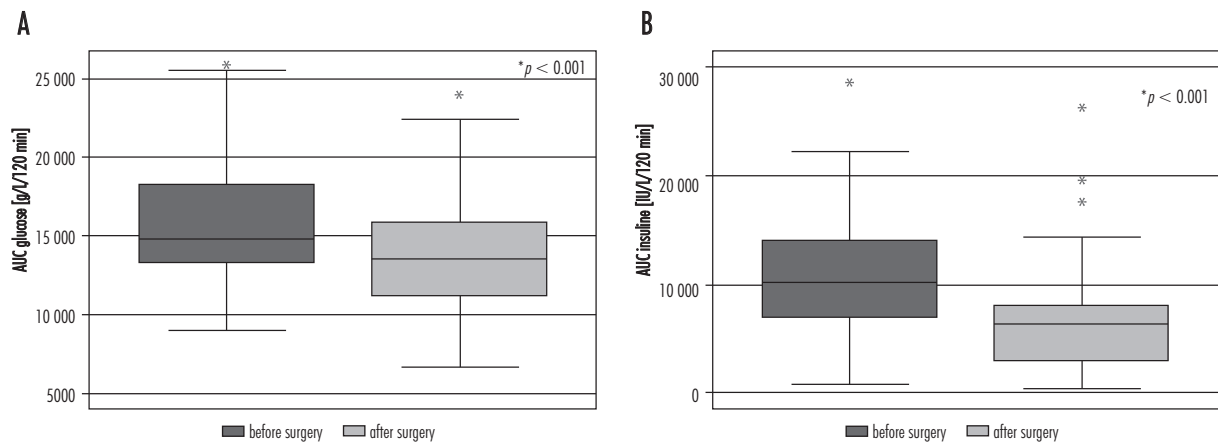 A
AUC glucose [g/L/120 min]
25 000
20 000
15 000
10 000
5000
*
*
*p < 0.001
before surgery
after surgery
B
AUC insuline [IU/L/120 min]
30 000
20 000
10 000
0
*
*
*
*
*p < 0.001
before surgery
after surgery